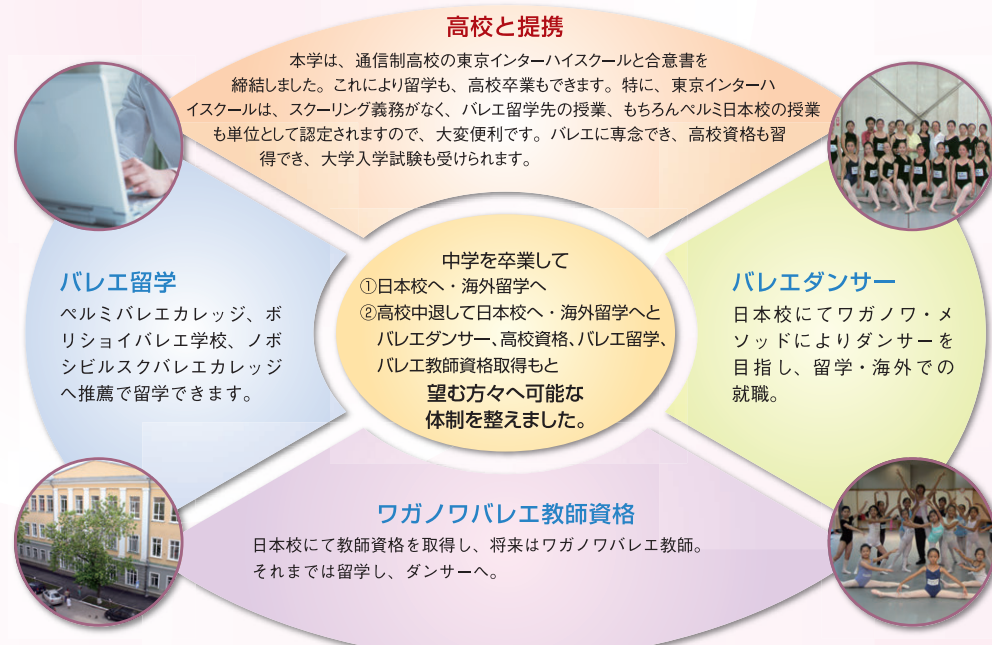 高校と提携
本学は、通信制高校の東京インターハイスクールと合意書を
締結しました。これにより留学も、高校卒業もできます。特に、東京インターハ
イスクールは、スクーリング義務がなく、バレエ留学先の授業、もちろんペルミ日本校の授業
も単位として認定されますので、大変便利です。バレエに専念でき、高校資格も習
得でき、大学入学試験も受けられます。
バレエ留学
ペルミバレエカレッジ、ボ
リショイバレエ学校、ノボ
シビルスクバレエカレッジ
へ推薦で留学できます。
中学を卒業して
①日本校へ・海外留学へ
②高校中退して日本校へ・海外留学へと
バレエダンサー、高校資格、バレエ留学、
バレエ教師資格取得もと
望む方々へ可能な
体制を整えました。
バレエダンサー
日本校にてワガノワ・メ
ソッドによりダンサーを
目指し、留学・海外での
就職。
ワガノワバレエ教師資格
日本校にて教師資格を取得し、将来はワガノワバレエ教師。
それまでは留学し、ダンサーへ。